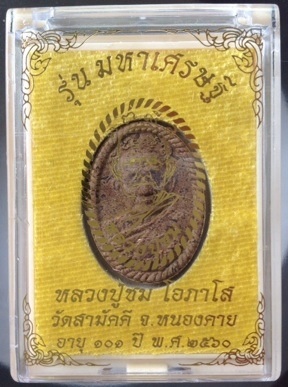 รุ่น มหาเศรษฐี
หลวงปู่ชม โอภาโส
วัดสามัคคี จ.หนองคาย
อายุ ๑๐๑ ปี พ.ศ.๒๕๖๐